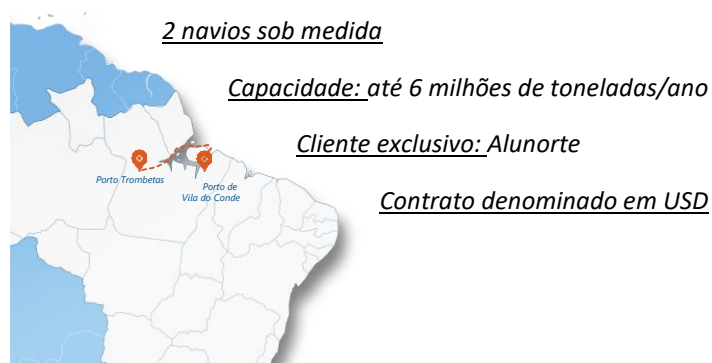 2 navios sob medida
Capacidade: até 6 milhões de toneladas/ano
Cliente exclusivo: Alunorte
Porto Trombetas
Porto de
Vila do Conde
Contrato denominado em USD